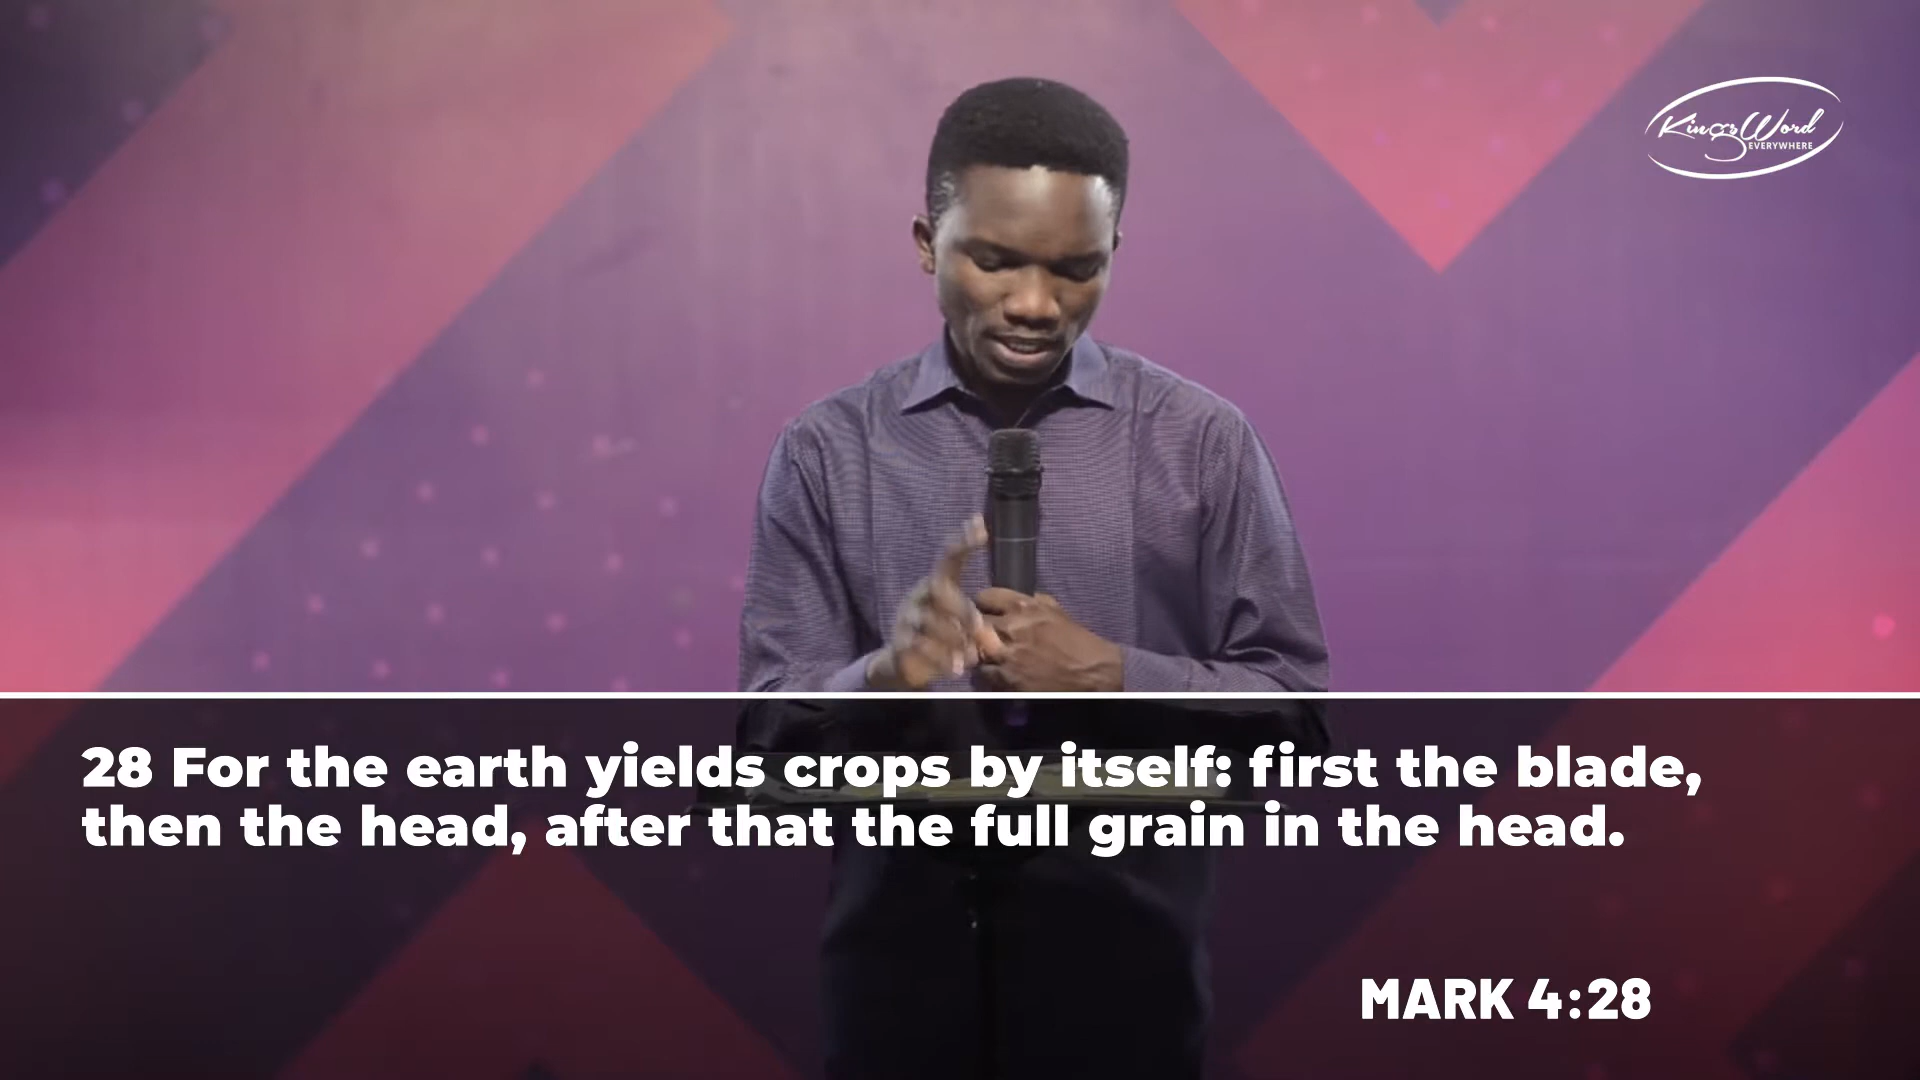 KingsWord
EVERYWHERE
28 For the earth yields crops by itself: first the blade,
then the head, after that the full grain in the head.
MARK 4:28